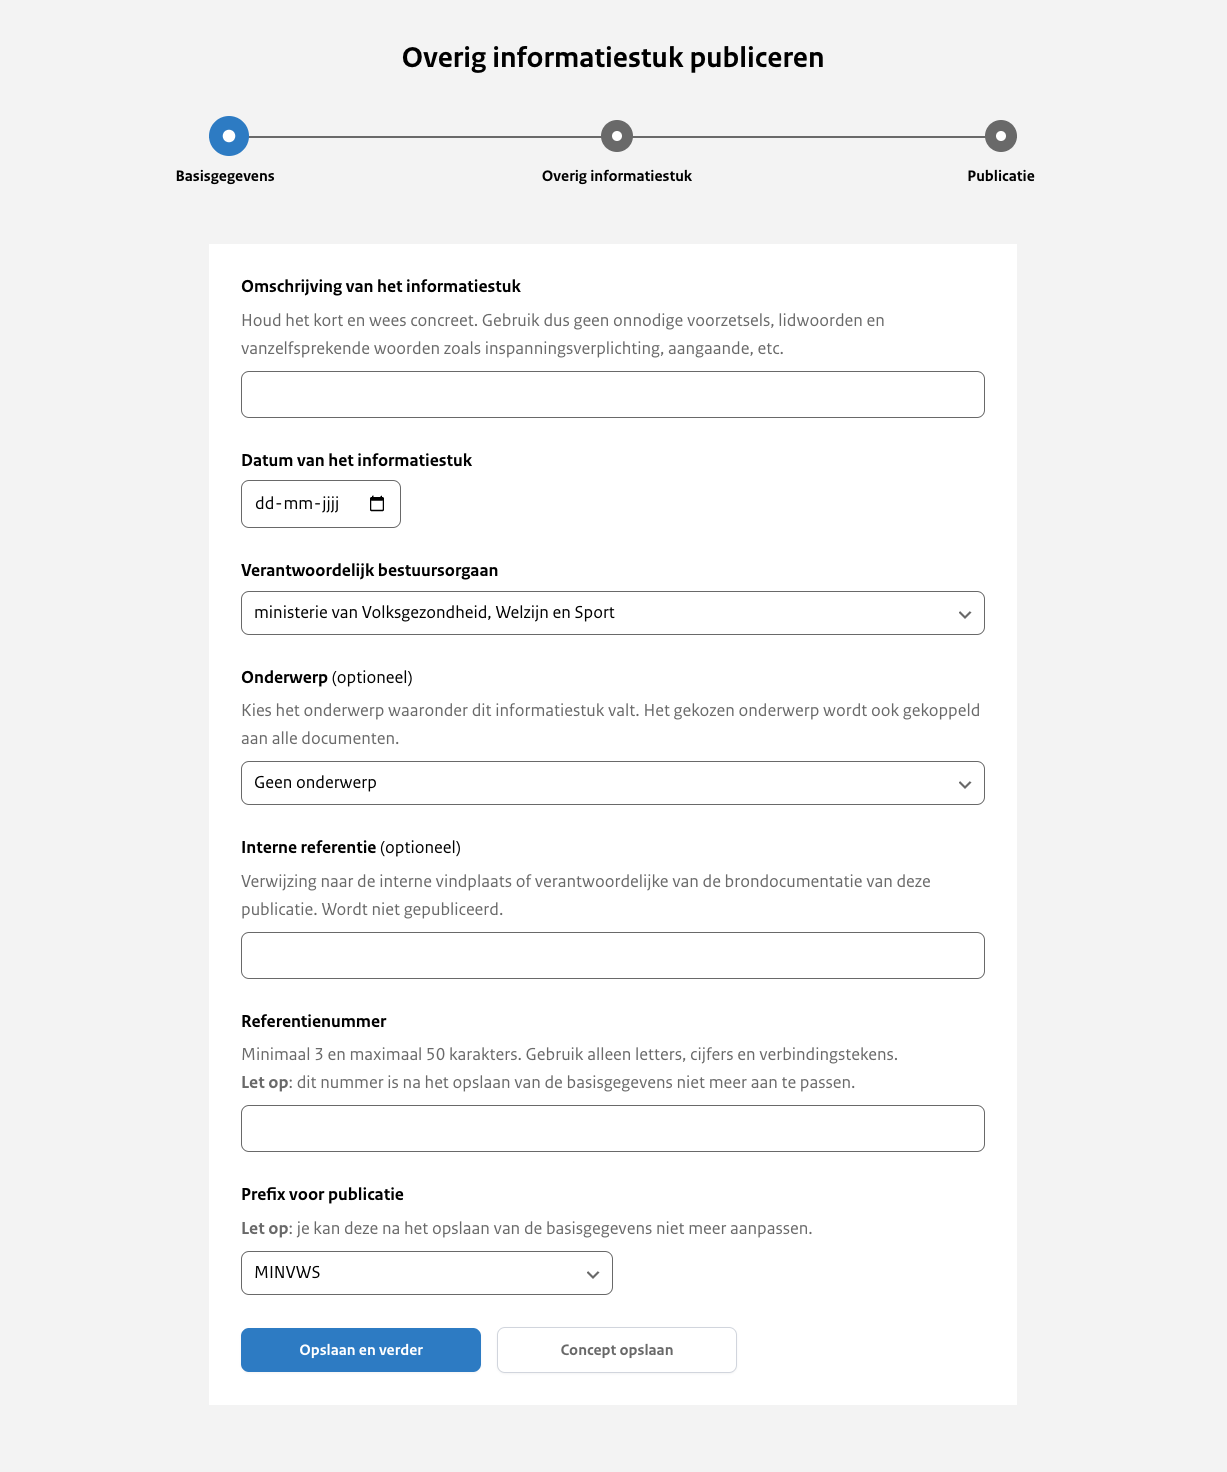 Overig informatiestuk publiceren
Basisgegevens
Overig informatiestuk
Publicatie
Omschrijving van het informatiestuk
Houd het kort en wees concreet. Gebruik dus geen onnodige voorzetsels, lidwoorden en
vanzelfsprekende woorden zoals inspanningsverplichting, aangaande, etc.
Datum van het informatiestuk
dd-mm-jjjj
Verantwoordelijk bestuursorgaan
ministerie van Volksgezondheid, Welzijn en Sport
Onderwerp (optioneel)
Kies het onderwerp waaronder dit informatiestuk valt. Het gekozen onderwerp wordt ook gekoppeld
aan alle documenten.
Geen onderwerp
Interne referentie (optioneel)
Verwijzing naar de interne vindplaats of verantwoordelijke van de brondocumentatie van deze
publicatie. Wordt niet gepubliceerd.
Referentienummer
Minimaal 3 en maximaal 50 karakters. Gebruik alleen letters, cijfers en verbindingstekens.
Let op: dit nummer is na het opslaan van de basisgegevens niet meer aan te passen.
Prefix voor publicatie
Let op: je kan deze na het opslaan van de basisgegevens niet meer aanpassen.
MINVWS
Opslaan en verder
Concept opslaan